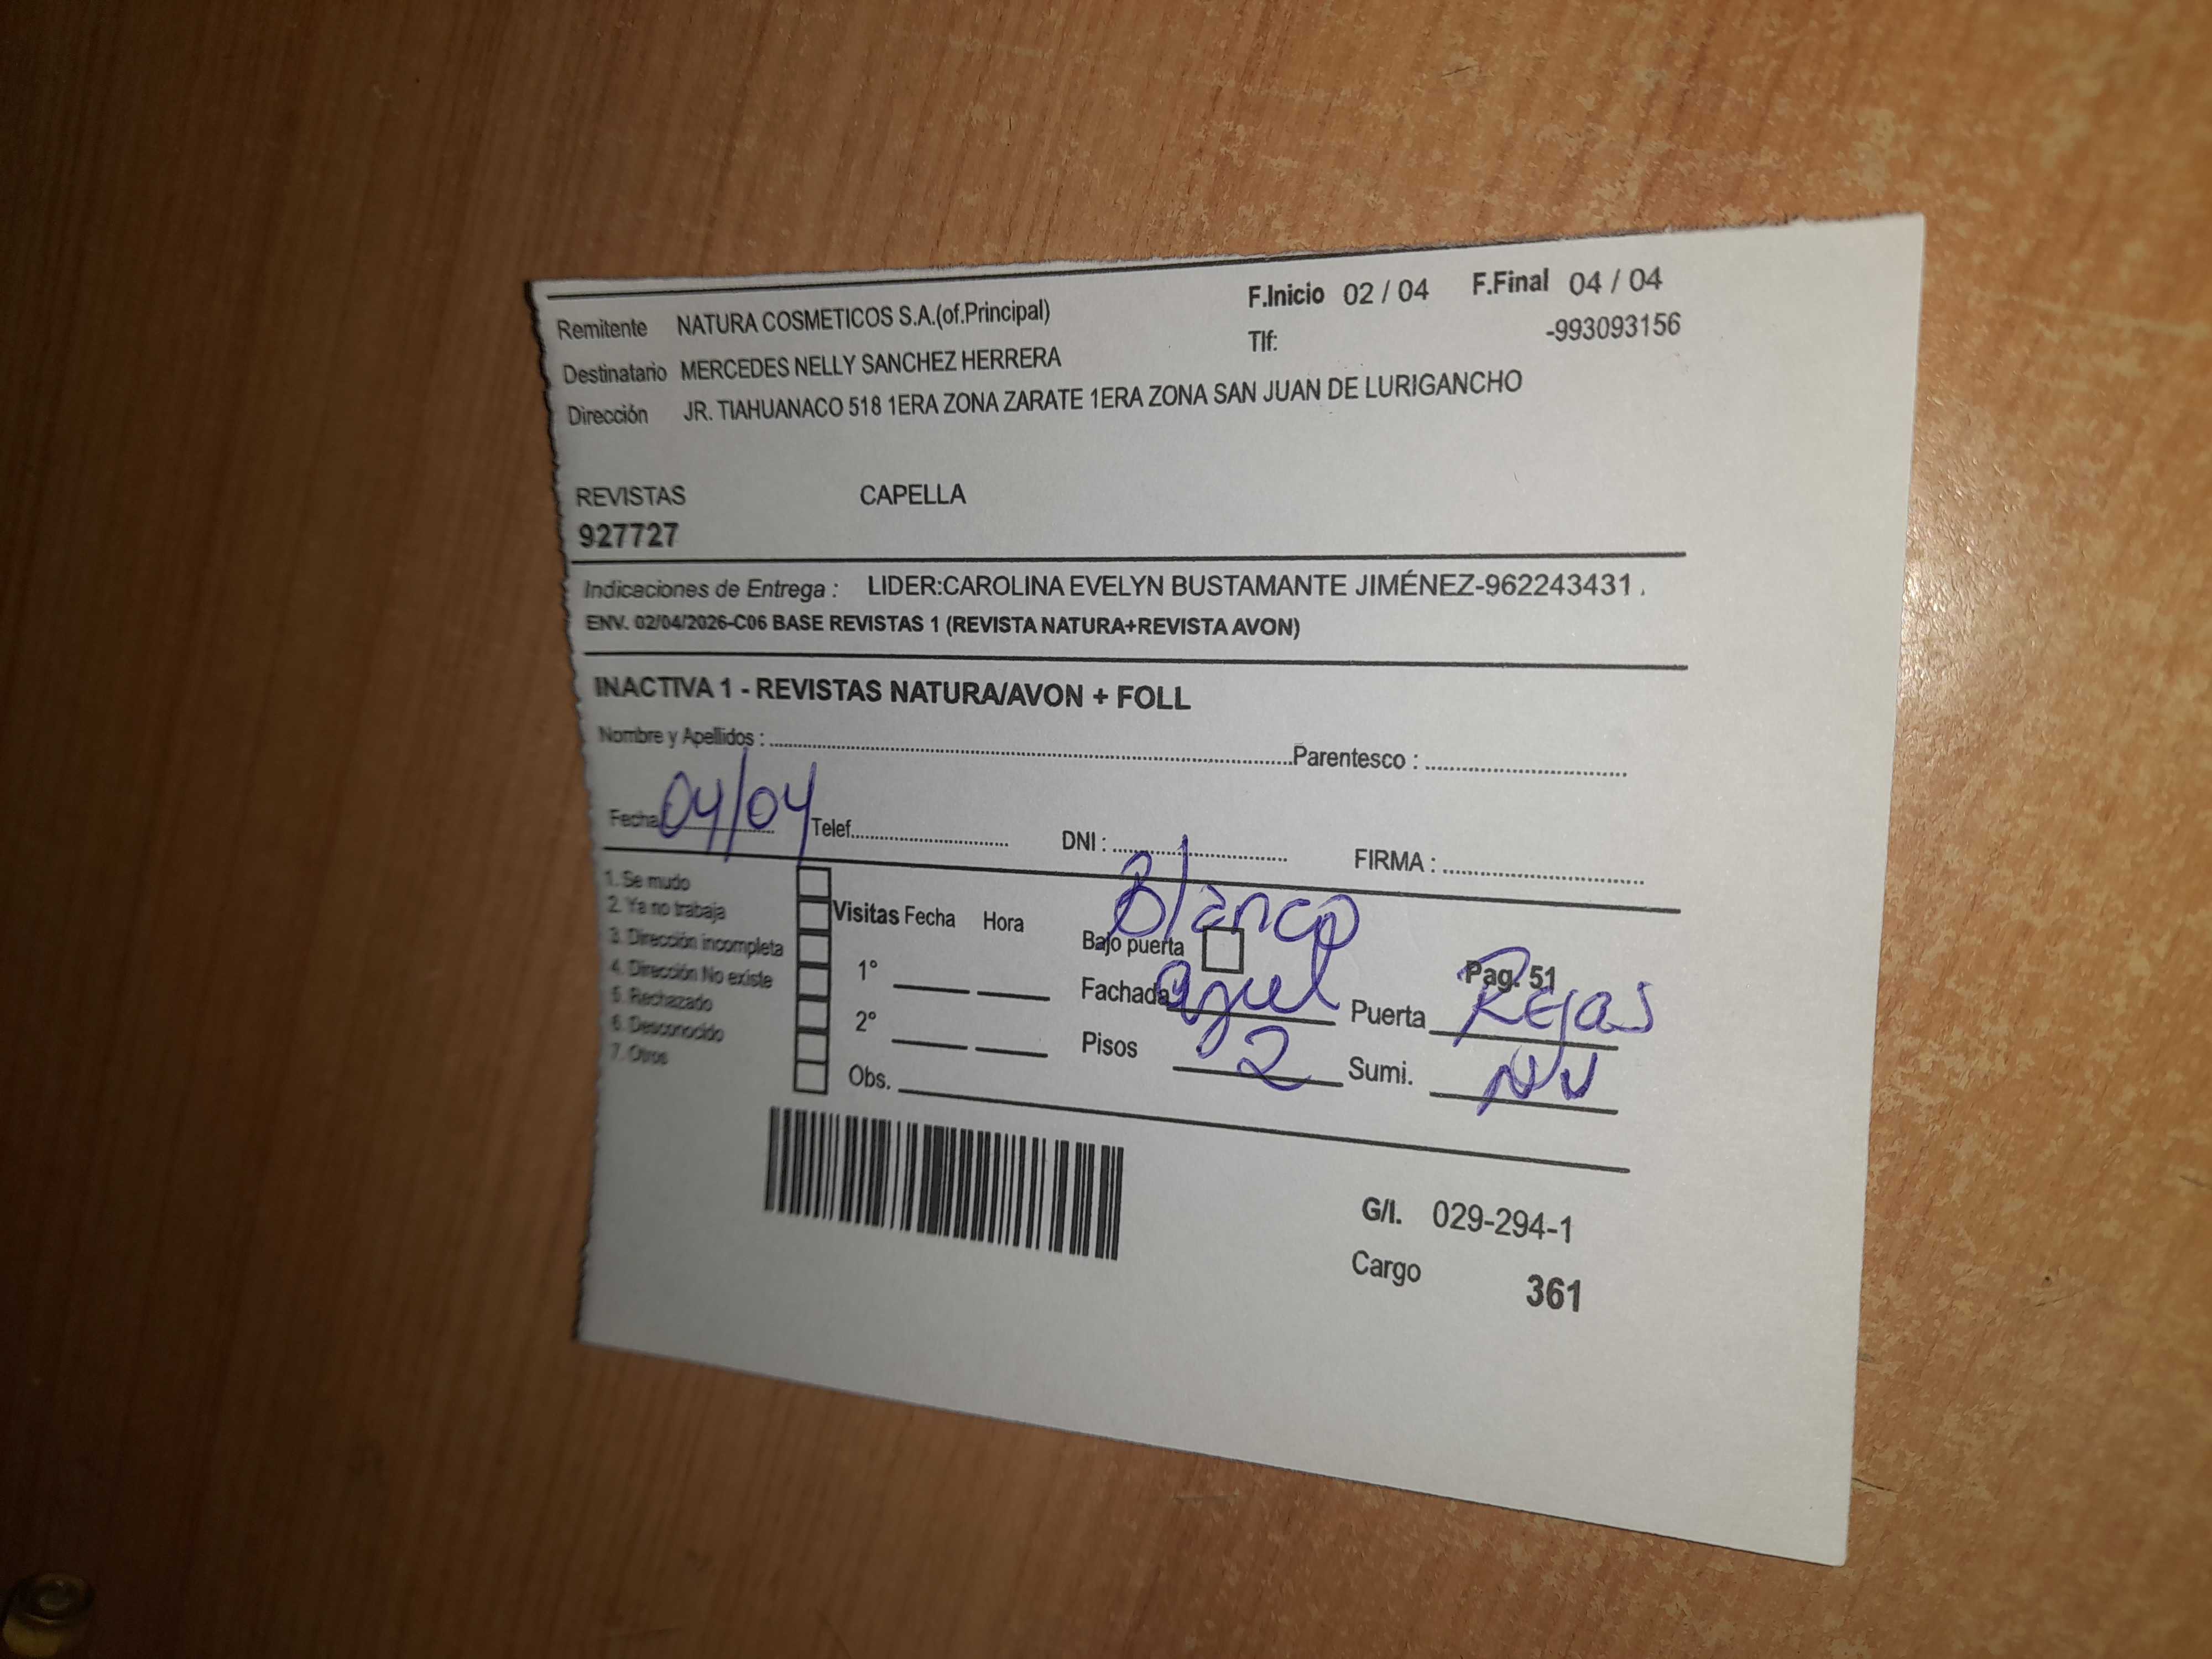 Remitente NATURA COSMETICOS S.A.(of.Principal) F.Inicio 02 / 04 F.Final 04 / 04
Destinatario MERCEDES NELLY SANCHEZ HERRERA Tlf: -993093156
Dirección JR. TIAHUANACO 518 1ERA ZONA ZARATE 1ERA ZONA SAN JUAN DE LURIGANCHO
REVISTAS CAPELLA
927727
Indicaciones de Entrega : LIDER:CAROLINA EVELYN BUSTAMANTE JIMÉNEZ-962243431 .
ENV. 02/04/2026-C06 BASE REVISTAS 1 (REVISTA NATURA+REVISTA AVON)
INACTIVA 1 - REVISTAS NATURA/AVON + FOLL
Nombre y Apellidos : Parentesco :
Fecha 04/04 Telef. DNI : FIRMA :
1. Se mudo
2. Ya no trabaja
3. Dirección incompleta
4. Dirección No existe
5. Rechazado
6. Desconocido
7. Otros
Visitas Fecha Hora
1°
2°
Obs.
Blanco
Bajo puerta Pag. 51
Fachada azul Puerta Rejas
Pisos 2 Sumi. NV
G/I. 029-294-1
Cargo 361